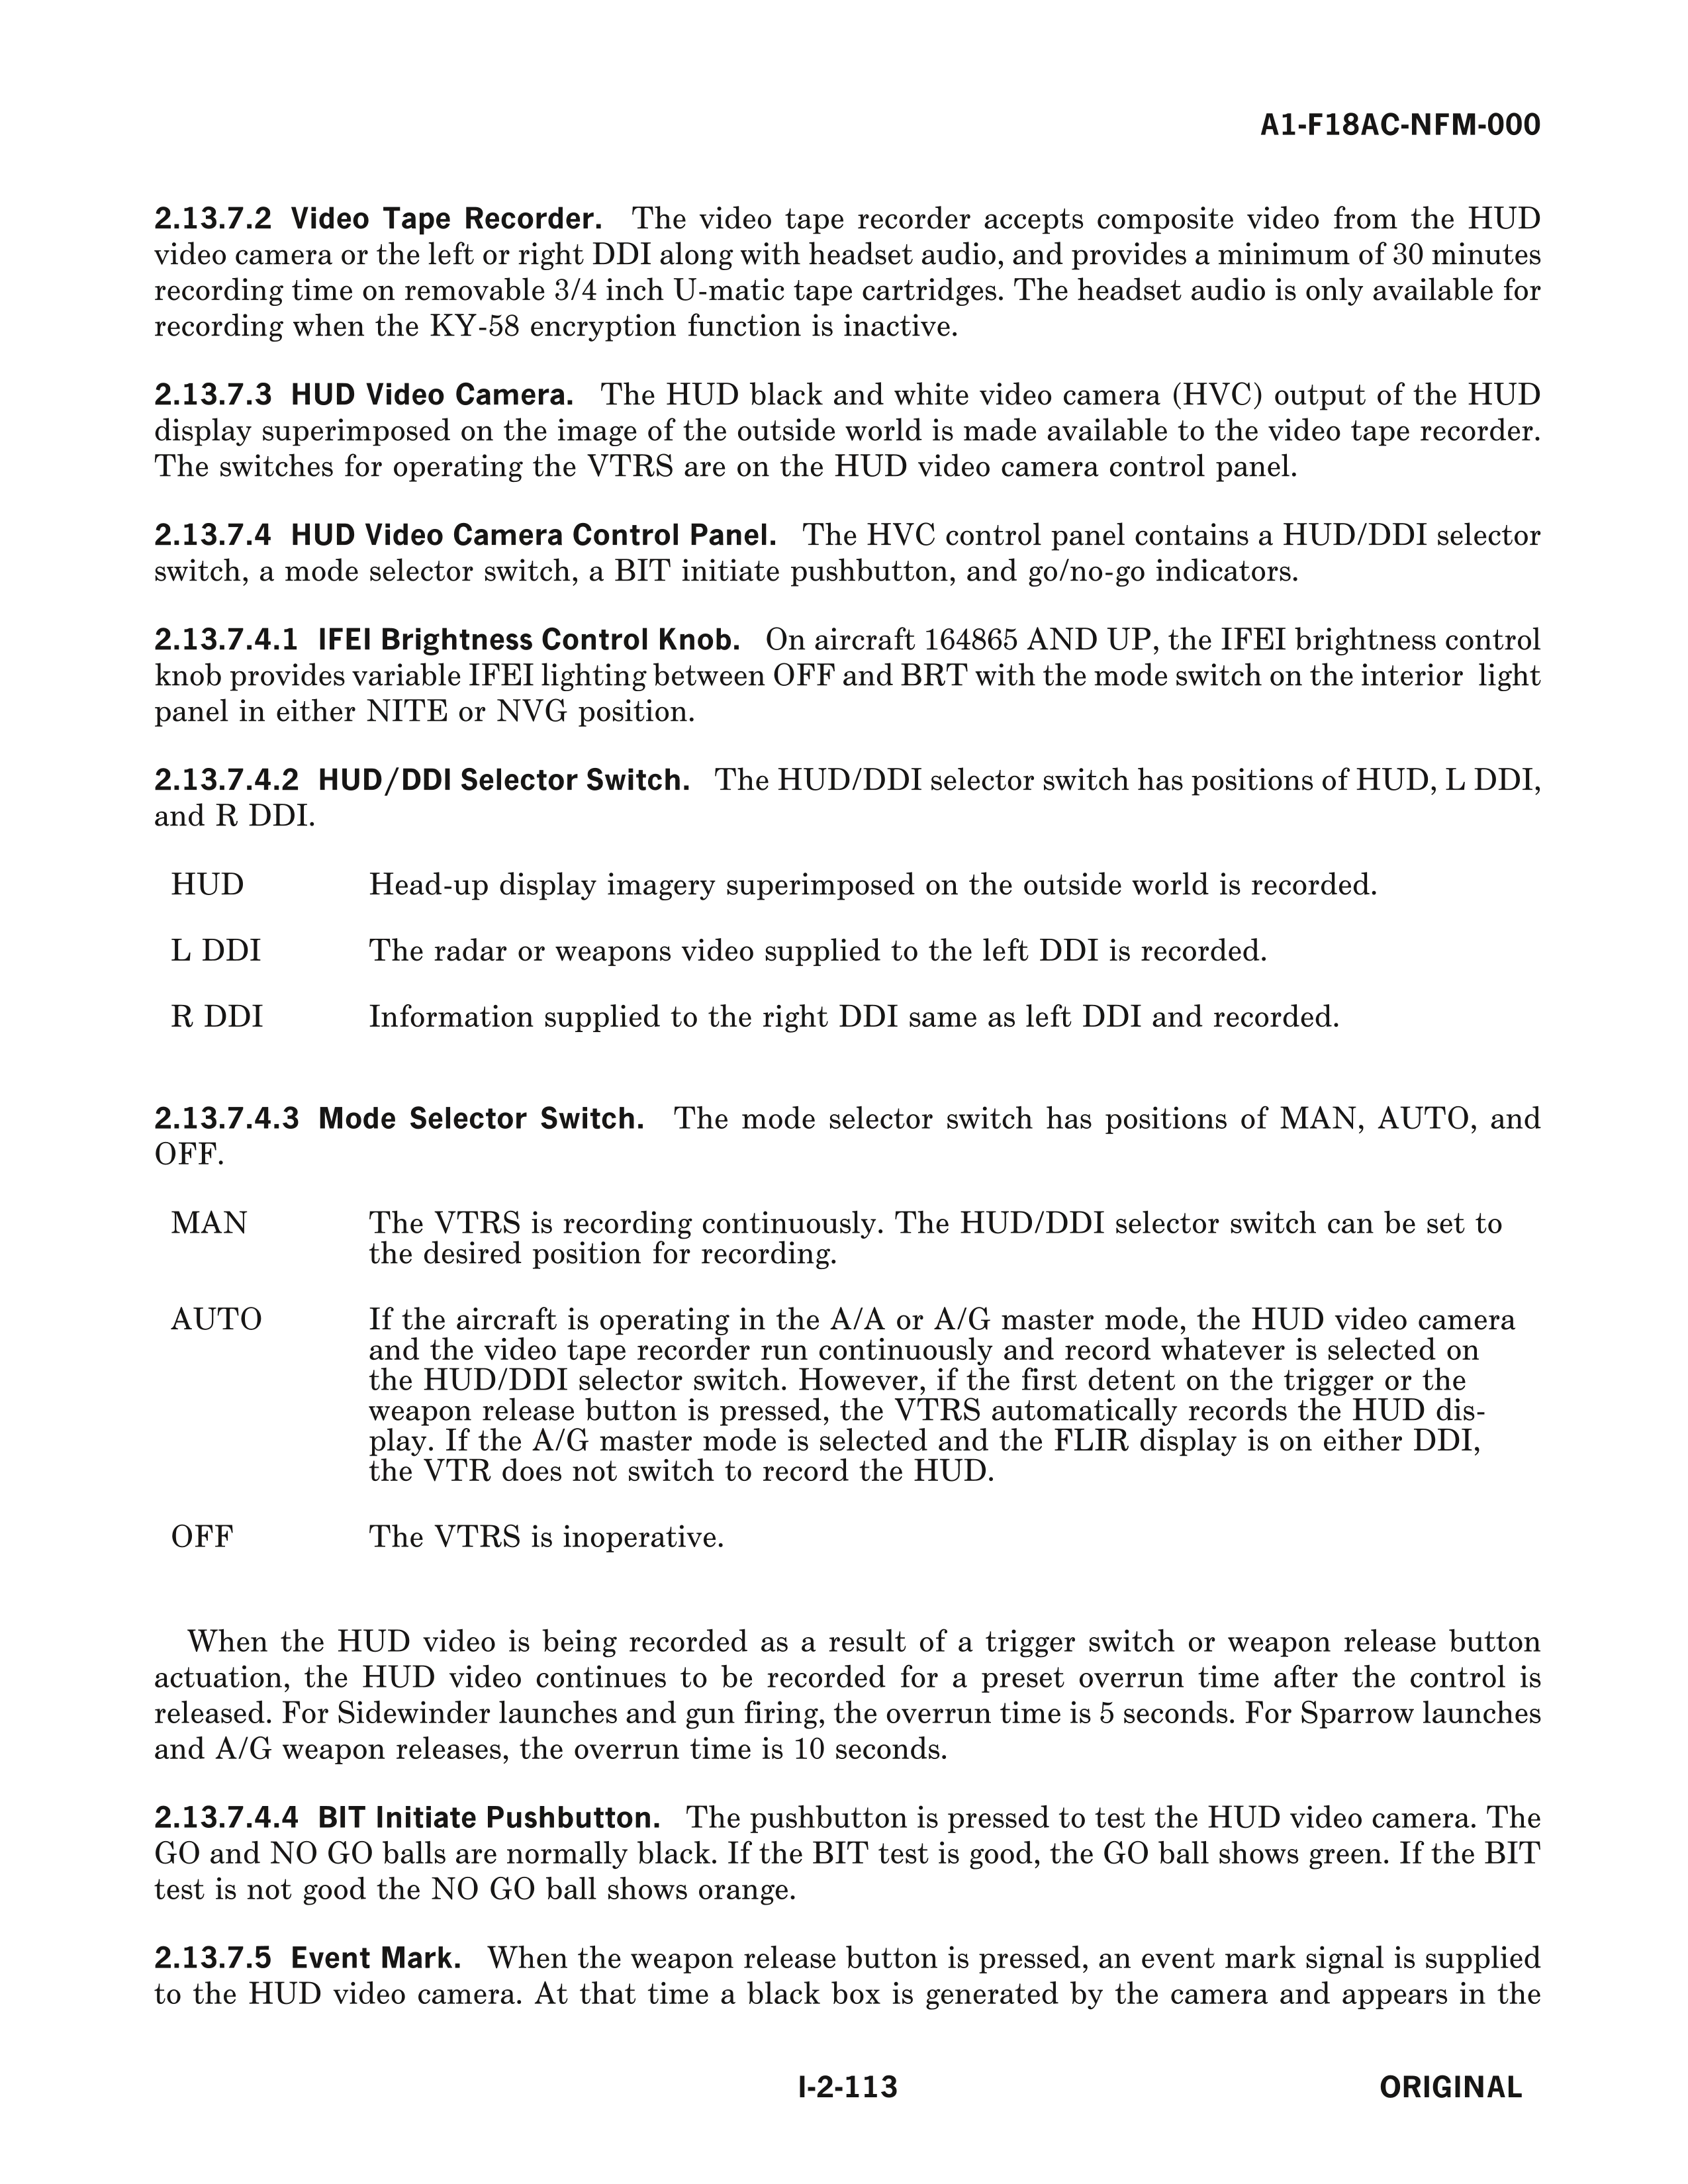 A1-F18AC-NFM-000
2.13.7.2 Video Tape Recorder. The video tape recorder accepts composite video from the HUD
video camera or the left or right DDI along with headset audio, and provides a minimum of 30 minutes
recording time on removable 3/4 inch U-matic tape cartridges. The headset audio is only available for
recording when the KY-58 encryption function is inactive.
2.13.7.3 HUD Video Camera. The HUD black and white video camera (HVC) output of the HUD
display superimposed on the image of the outside world is made available to the video tape recorder.
The switches for operating the VTRS are on the HUD video camera control panel.
2.13.7.4 HUD Video Camera Control Panel. The HVC control panel contains a HUD/DDI selector
switch, a mode selector switch, a BIT initiate pushbutton, and go/no-go indicators.
2.13.7.4.1 IFEI Brightness Control Knob. On aircraft 164865 AND UP, the IFEI brightness control
knob provides variable IFEI lighting between OFF and BRT with the mode switch on the interior light
panel in either NITE or NVG position.
2.13.7.4.2 HUD/DDI Selector Switch. The HUD/DDI selector switch has positions of HUD, L DDI,
and R DDI.
HUD Head-up display imagery superimposed on the outside world is recorded.
L DDI The radar or weapons video supplied to the left DDI is recorded.
R DDI Information supplied to the right DDI same as left DDI and recorded.
2.13.7.4.3 Mode Selector Switch. The mode selector switch has positions of MAN, AUTO, and
OFF.
MAN The VTRS is recording continuously. The HUD/DDI selector switch can be set to
the desired position for recording.
AUTO If the aircraft is operating in the A/A or A/G master mode, the HUD video camera
and the video tape recorder run continuously and record whatever is selected on
the HUD/DDI selector switch. However, if the first detent on the trigger or the
weapon release button is pressed, the VTRS automatically records the HUD dis-
play. If the A/G master mode is selected and the FLIR display is on either DDI,
the VTR does not switch to record the HUD.
OFF The VTRS is inoperative.
When the HUD video is being recorded as a result of a trigger switch or weapon release button
actuation, the HUD video continues to be recorded for a preset overrun time after the control is
released. For Sidewinder launches and gun firing, the overrun time is 5 seconds. For Sparrow launches
and A/G weapon releases, the overrun time is 10 seconds.
2.13.7.4.4 BIT Initiate Pushbutton. The pushbutton is pressed to test the HUD video camera. The
GO and NO GO balls are normally black. If the BIT test is good, the GO ball shows green. If the BIT
test is not good the NO GO ball shows orange.
2.13.7.5 Event Mark. When the weapon release button is pressed, an event mark signal is supplied
to the HUD video camera. At that time a black box is generated by the camera and appears in the
I-2-113
ORIGINAL